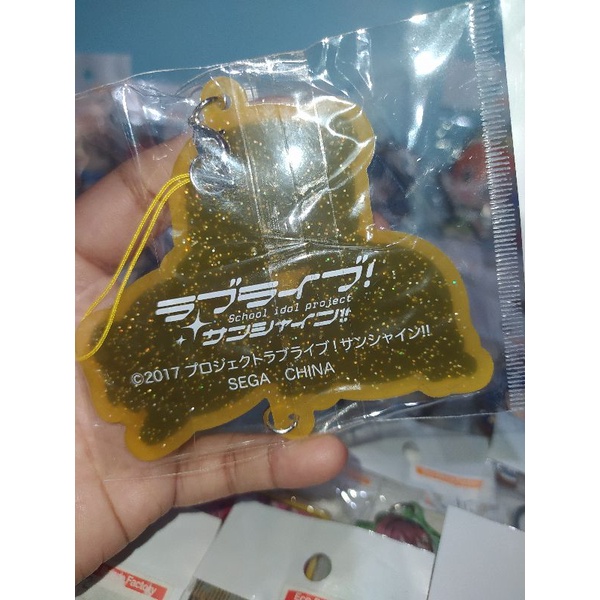 ラブライブ!
School idol project
サンシャイン!!
©2017 プロジェクトラブライブ!サンシャイン!!
SEGA CHINA
Factory